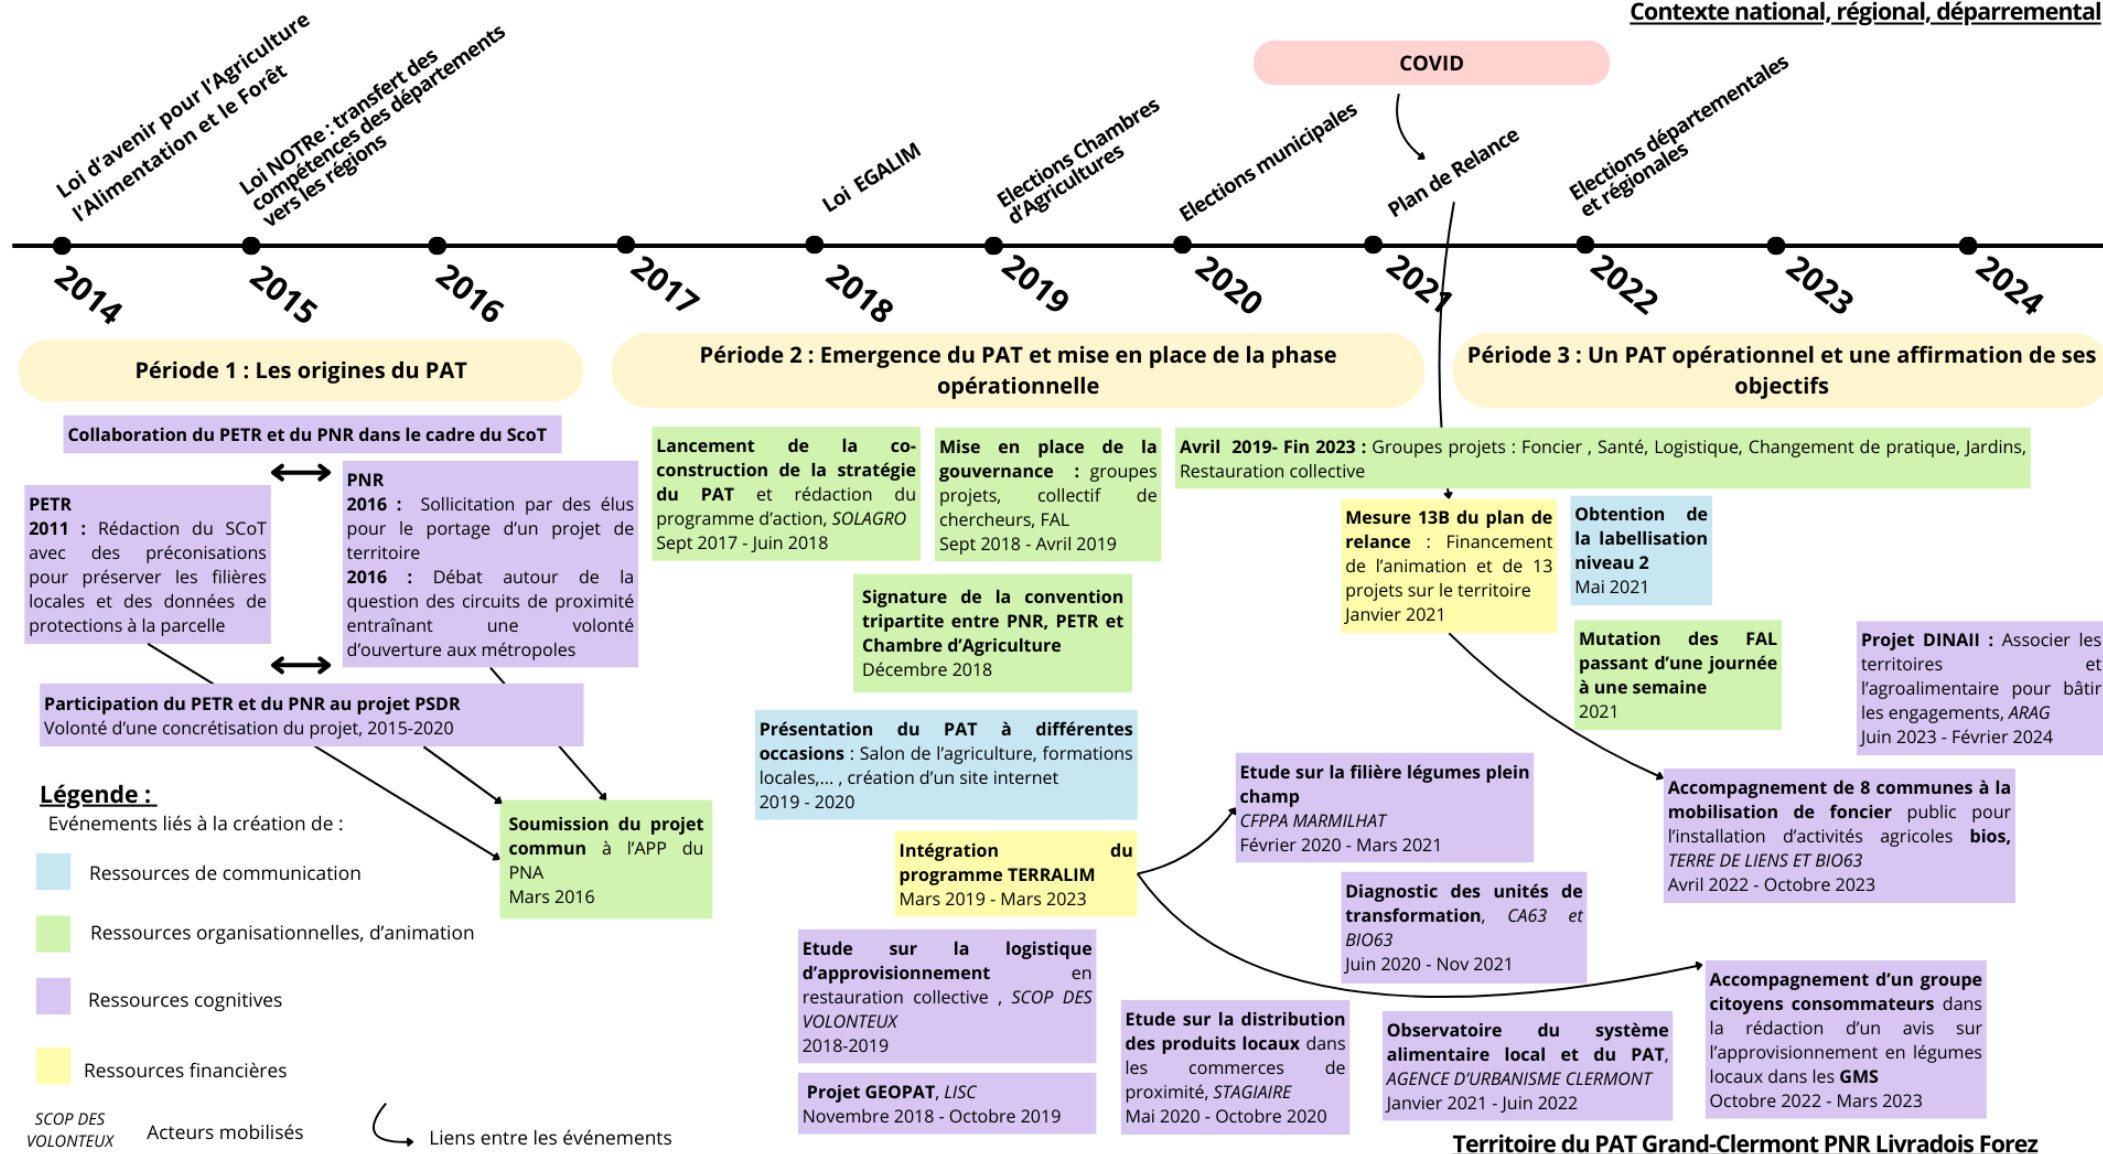 Contexte national, régional, déparremental
COVID
Loi d'avenir pour l'Agriculture
l'Alimentation et le Forêt
Loi NOTRe : transfert des
compétences des départements
vers les régions
Loi EGALIM
Elections Chambres
d'Agricultures
Elections municipales
Plan de Relance
Elections départementales
et régionales
2014
2015
2016
2017
2018
2019
2020
2021
2022
2023
2024
Période 1 : Les origines du PAT
Période 2 : Emergence du PAT et mise en place de la phase
opérationnelle
Période 3 : Un PAT opérationnel et une affirmation de ses
objectifs
Collaboration du PETR et du PNR dans le cadre du ScoT
PETR
2011 : Rédaction du SCoT
avec des préconisations
pour préserver les filières
locales et des données de
protections à la parcelle
PNR
2016 : Sollicitation par des élus
pour le portage d'un projet de
territoire
2016 : Débat autour de la
question des circuits de proximité
entraînant une volonté
d'ouverture aux métropoles
Participation du PETR et du PNR au projet PSDR
Volonté d'une concrétisation du projet, 2015-2020
Soumission du projet
commun à l'APP du
PNA
Mars 2016
Lancement de la co-
construction de la stratégie
du PAT et rédaction du
programme d'action, SOLAGRO
Sept 2017 - Juin 2018
Mise en place de la
gouvernance : groupes
projets, collectif de
chercheurs, FAL
Sept 2018 - Avril 2019
Signature de la convention
tripartite entre PNR, PETR et
Chambre d'Agriculture
Décembre 2018
Présentation du PAT à différentes
occasions : Salon de l'agriculture, formations
locales,... , création d'un site internet
2019 - 2020
Intégration du
programme TERRALIM
Mars 2019 - Mars 2023
Etude sur la logistique
d'approvisionnement en
restauration collective , SCOP DES
VOLONTEUX
2018-2019
Projet GEOPAT, LISC
Novembre 2018 - Octobre 2019
Avril 2019- Fin 2023 : Groupes projets : Foncier , Santé, Logistique, Changement de pratique, Jardins,
Restauration collective
Mesure 13B du plan de
relance : Financement
de l'animation et de 13
projets sur le territoire
Janvier 2021
Obtention de
la labellisation
niveau 2
Mai 2021
Mutation des FAL
passant d'une journée
à une semaine
2021
Projet DINAII : Associer les
territoires et
l'agroalimentaire pour bâtir
les engagements, ARAG
Juin 2023 - Février 2024
Etude sur la filière légumes plein
champ
CFPPA MARMILHAT
Février 2020 - Mars 2021
Accompagnement de 8 communes à la
mobilisation de foncier public pour
l'installation d'activités agricoles bios,
TERRE DE LIENS ET BIO63
Avril 2022 - Octobre 2023
Diagnostic des unités de
transformation, CA63 et
BIO63
Juin 2020 - Nov 2021
Etude sur la distribution
des produits locaux dans
les commerces de
proximité, STAGIAIRE
Mai 2020 - Octobre 2020
Observatoire du système
alimentaire local et du PAT,
AGENCE D'URBANISME CLERMONT
Janvier 2021 - Juin 2022
Accompagnement d'un groupe
citoyens consommateurs dans
la rédaction d'un avis sur
l'approvisionnement en légumes
locaux dans les GMS
Octobre 2022 - Mars 2023
Légende :
Evénements liés à la création de :
Ressources de communication
Ressources organisationnelles, d'animation
Ressources cognitives
Ressources financières
SCOP DES
VOLONTEUX
Acteurs mobilisés
Liens entre les événements
Territoire du PAT Grand-Clermont PNR Livradois Forez